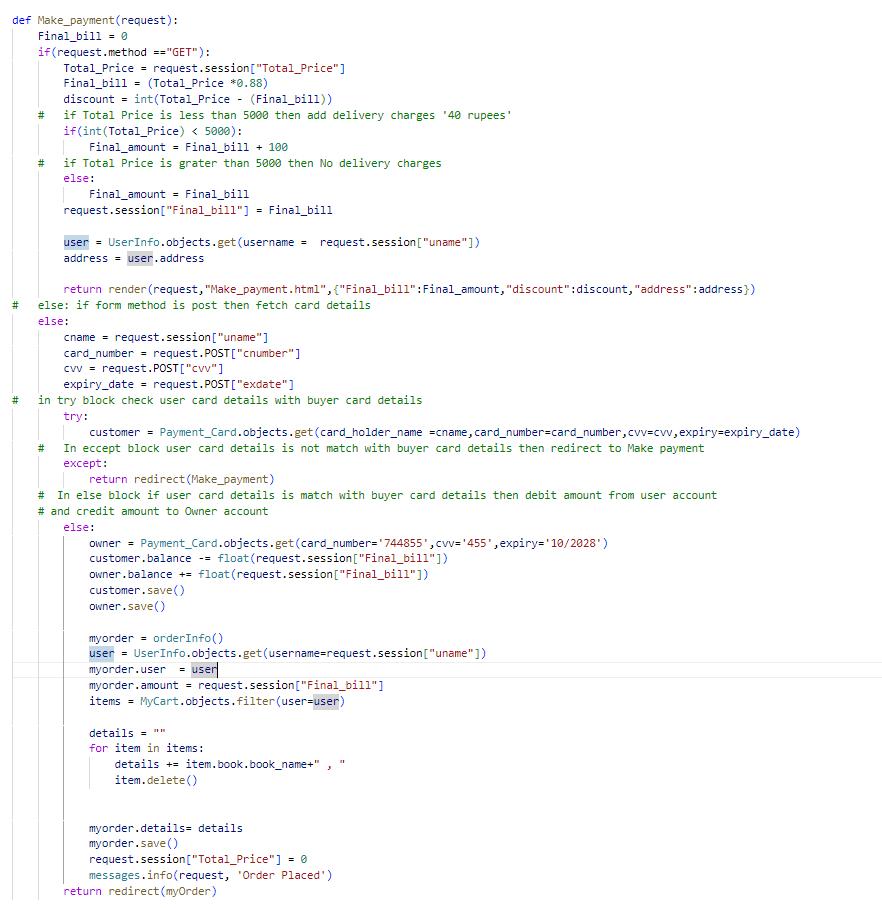 def Make_payment(request):
    Final_bill = 0
    if(request.method =="GET"):
        Total_Price = request.session["Total_Price"]
        Final_bill = (Total_Price *0.88)
        discount = int(Total_Price - (Final_bill))
    #   if Total Price is less than 5000 then add delivery charges '40 rupees'
        if(int(Total_Price) < 5000):
            Final_amount = Final_bill + 100
    #   if Total Price is grater than 5000 then No delivery charges
        else:
            Final_amount = Final_bill
        request.session["Final_bill"] = Final_bill

        user = UserInfo.objects.get(username =  request.session["uname"])
        address = user.address

        return render(request,"Make_payment.html",{"Final_bill":Final_amount,"discount":discount,"address":address})
#   else: if form method is post then fetch card details
    else:
        cname = request.session["uname"]
        card_number = request.POST["cnumber"]
        cvv = request.POST["cvv"]
        expiry_date = request.POST["exdate"]
#   in try block check user card details with buyer card details
        try:
            customer = Payment_Card.objects.get(card_holder_name =cname,card_number=card_number,cvv=cvv,expiry=expiry_date)
    #   In eccept block user card details is not match with buyer card details then redirect to Make payment
        except:
            return redirect(Make_payment)
    #  In else block if user card details is match with buyer card details then debit amount from user account
    # and credit amount to Owner account
        else:
            owner = Payment_Card.objects.get(card_number='744855',cvv='455',expiry='10/2028')
            customer.balance -= float(request.session["Final_bill"])
            owner.balance += float(request.session["Final_bill"])
            customer.save()
            owner.save()

            myorder = orderInfo()
            user = UserInfo.objects.get(username=request.session["uname"])
            myorder.user  = user
            myorder.amount = request.session["Final_bill"]
            items = MyCart.objects.filter(user=user)

            details = ""
            for item in items:
                details += item.book.book_name+" , "
                item.delete()


            myorder.details= details
            myorder.save()
            request.session["Total_Price"] = 0
            messages.info(request, 'Order Placed')
        return redirect(myOrder)